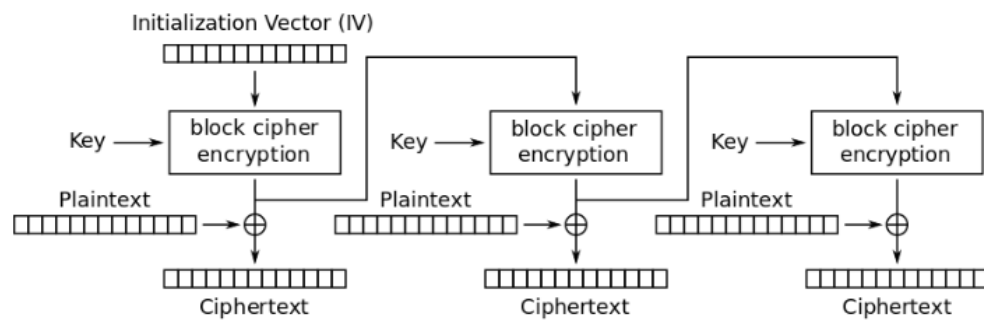 Initialization Vector (IV)
Key
block cipher
encryption
Key
block cipher
encryption
Key
block cipher
encryption
Plaintext
Plaintext
Plaintext
Ciphertext
Ciphertext
Ciphertext